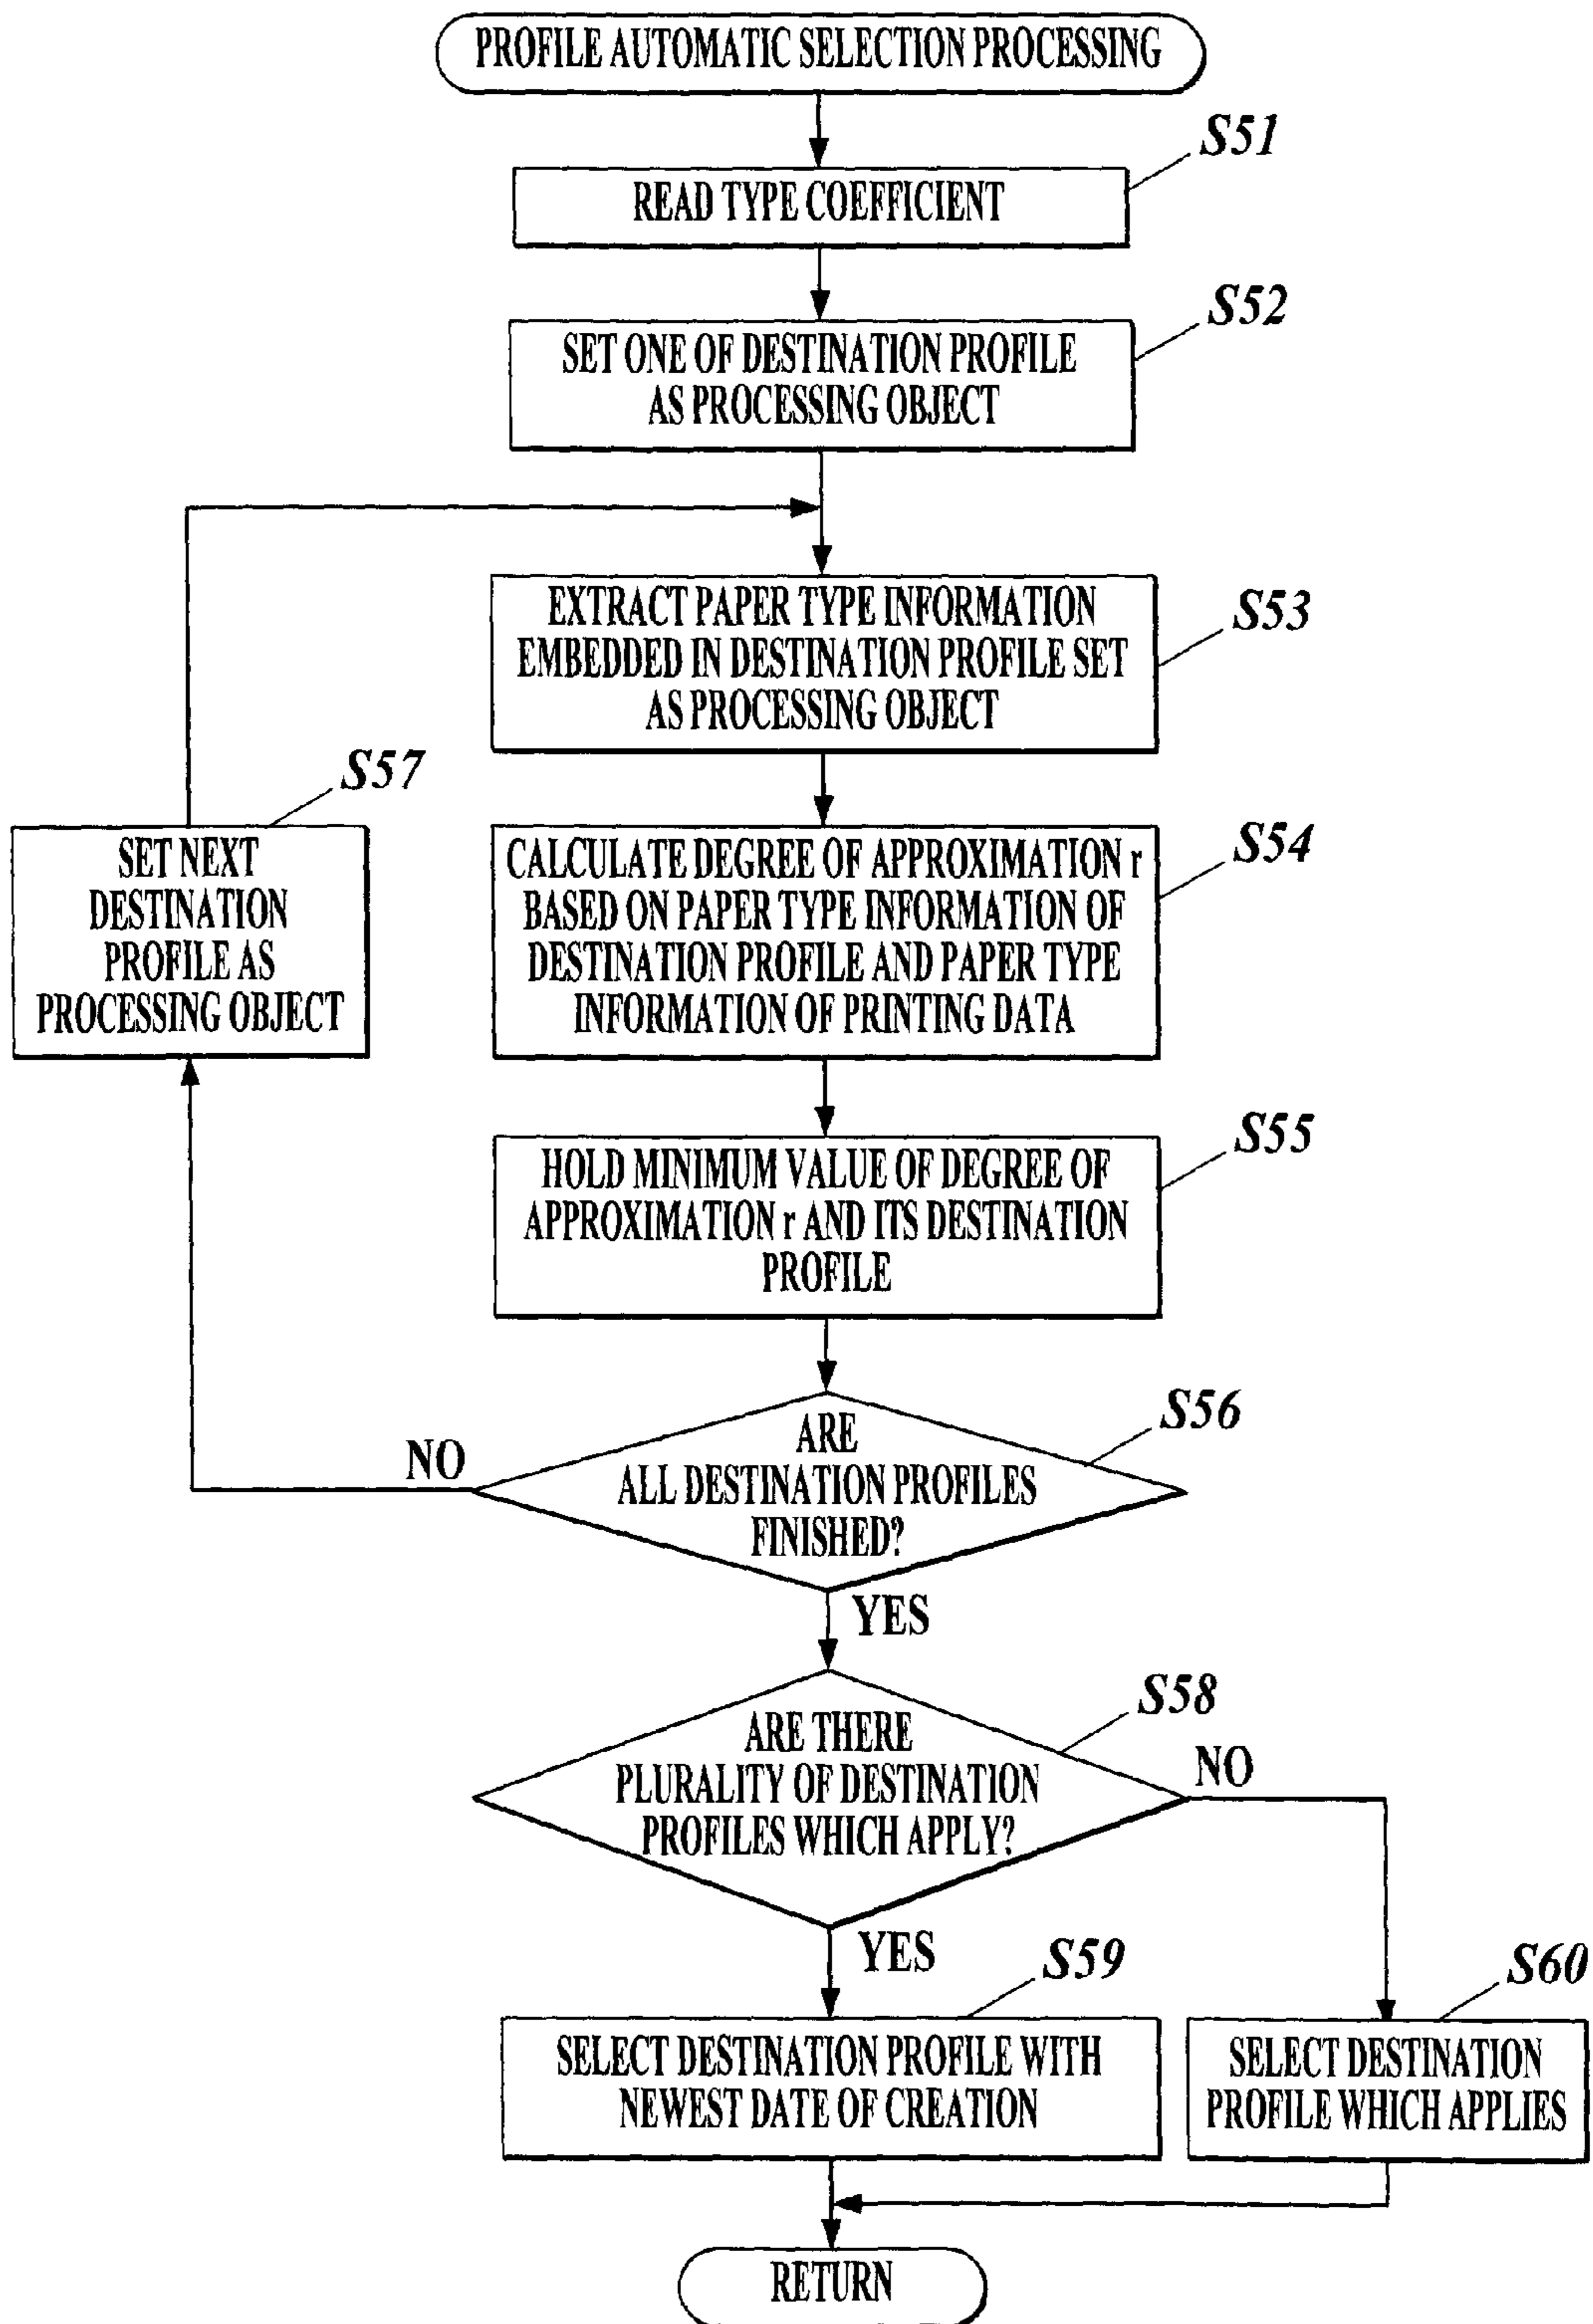 PROFILE AUTOMATIC SELECTION PROCESSING
S51
READ TYPE COEFFICIENT
S52
SET ONE OF DESTINATION PROFILE
AS PROCESSING OBJECT
S53
EXTRACT PAPER TYPE INFORMATION
EMBEDDED IN DESTINATION PROFILE SET
AS PROCESSING OBJECT
S57
SET NEXT
DESTINATION
PROFILE AS
PROCESSING OBJECT
S54
CALCULATE DEGREE OF APPROXIMATION r
BASED ON PAPER TYPE INFORMATION OF
DESTINATION PROFILE AND PAPER TYPE
INFORMATION OF PRINTING DATA
S55
HOLD MINIMUM VALUE OF DEGREE OF
APPROXIMATION r AND ITS DESTINATION
PROFILE
S56
NO
ARE
ALL DESTINATION PROFILES
FINISHED?
YES
S58
ARE THERE
PLURALITY OF DESTINATION
PROFILES WHICH APPLY?
NO
YES
S59
SELECT DESTINATION PROFILE WITH
NEWEST DATE OF CREATION
S60
SELECT DESTINATION
PROFILE WHICH APPLIES
RETURN